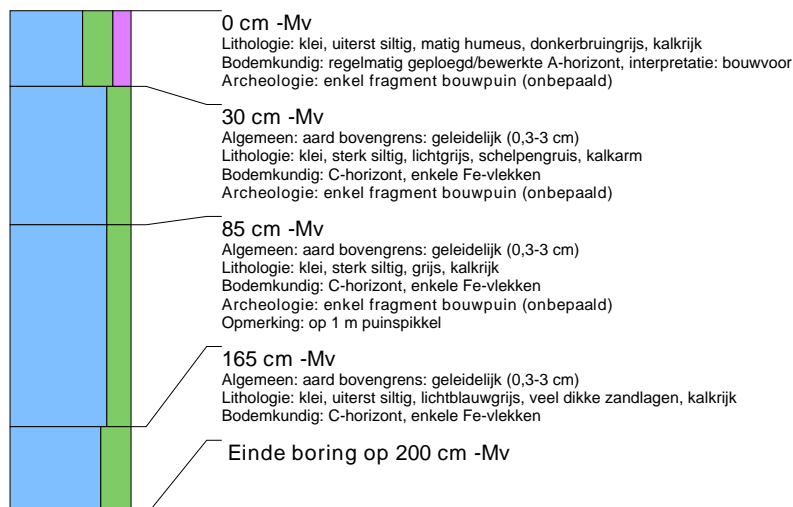 0 cm -Mv
Lithologie: klei, uiterst siltig, matig humeus, donkerbruingrijs, kalkrijk
Bodemkundig: regelmatig geploegd/bewerkte A-horizont, interpretatie: bouwvoor
Archeologie: enkel fragment bouwpuin (onbepaald)
30 cm -Mv
Algemeen: aard bovengrens: geleidelijk (0,3-3 cm)
Lithologie: klei, sterk siltig, lichtgrijs, schelpengruis, kalkarm
Bodemkundig: C-horizont, enkele Fe-vlekken
Archeologie: enkel fragment bouwpuin (onbepaald)
85 cm -Mv
Algemeen: aard bovengrens: geleidelijk (0,3-3 cm)
Lithologie: klei, sterk siltig, grijs, kalkrijk
Bodemkundig: C-horizont, enkele Fe-vlekken
Archeologie: enkel fragment bouwpuin (onbepaald)
Opmerking: op 1 m puinspikkel
165 cm -Mv
Algemeen: aard bovengrens: geleidelijk (0,3-3 cm)
Lithologie: klei, uiterst siltig, lichtblauwgrijs, veel dikke zandlagen, kalkrijk
Bodemkundig: C-horizont, enkele Fe-vlekken
Einde boring op 200 cm -Mv